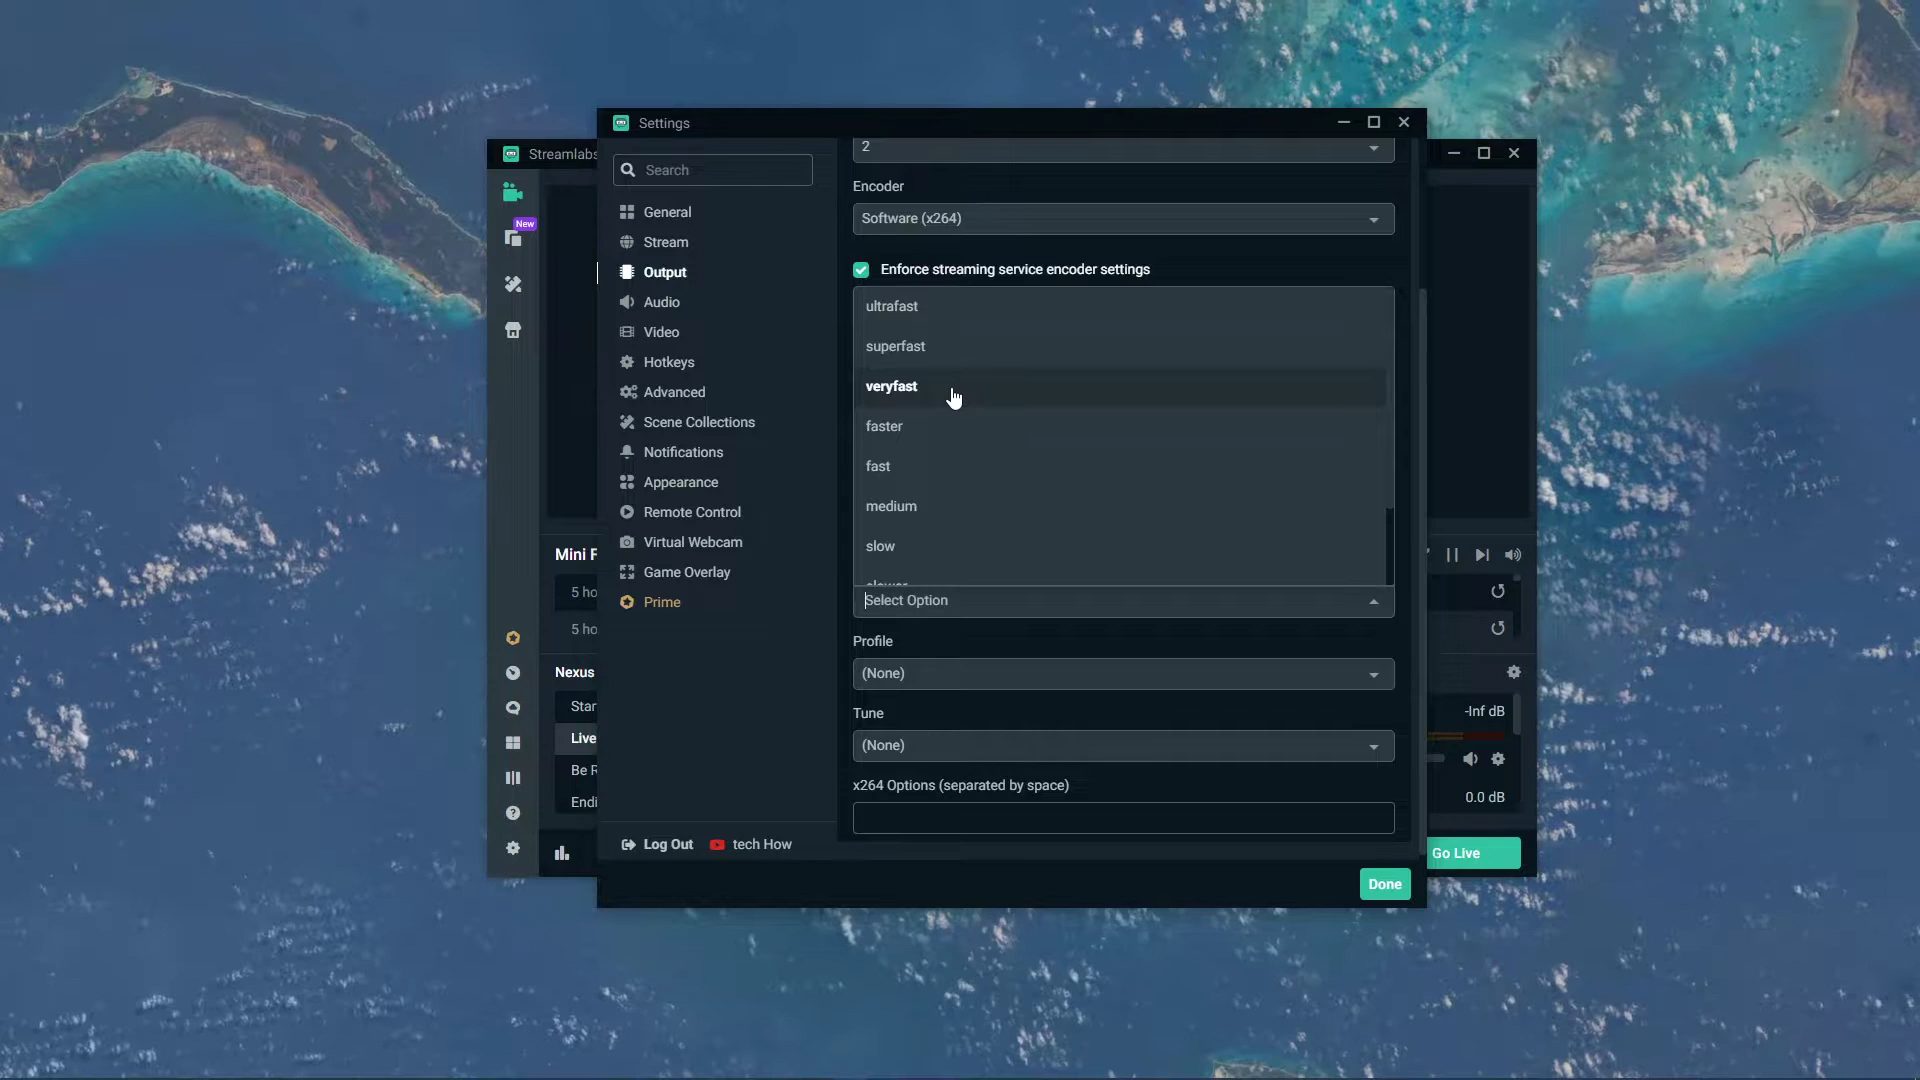 Settings
Streamlabs
New
Search
General
Stream
Output
Audio
Video
Hotkeys
Advanced
Scene Collections
Notifications
Appearance
Remote Control
Virtual Webcam
Game Overlay
Prime
Log Out
tech How
2
Encoder
Software (x264)
Enforce streaming service encoder settings
ultrafast
superfast
veryfast
faster
fast
medium
slow
slower
Select Option
Profile
(None)
Tune
(None)
x264 Options (separated by space)
Done
Mini F
5 ho
5 ho
Nexus
Star
Live
Be R
Endi
-Inf dB
0.0 dB
Go Live